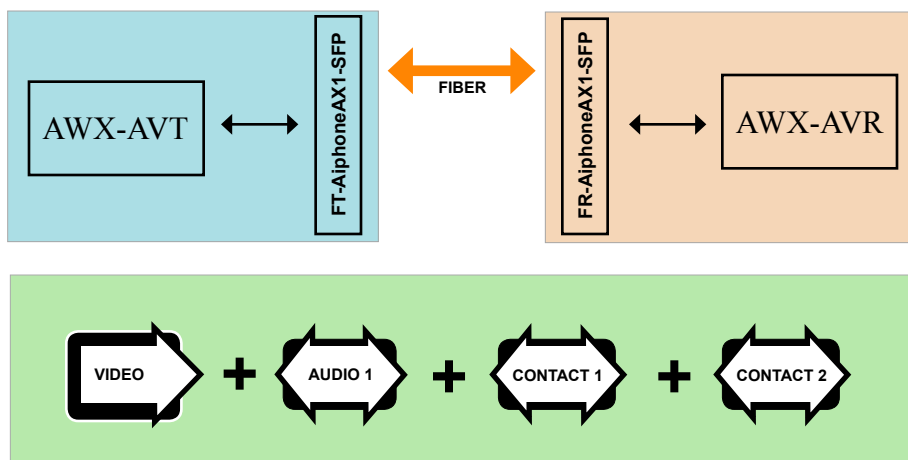 AWX-AVT
FT-AiphoneAX1-SFP
FIBER
FR-AiphoneAX1-SFP
AWX-AVR
VIDEO
+
AUDIO 1
+
CONTACT 1
+
CONTACT 2